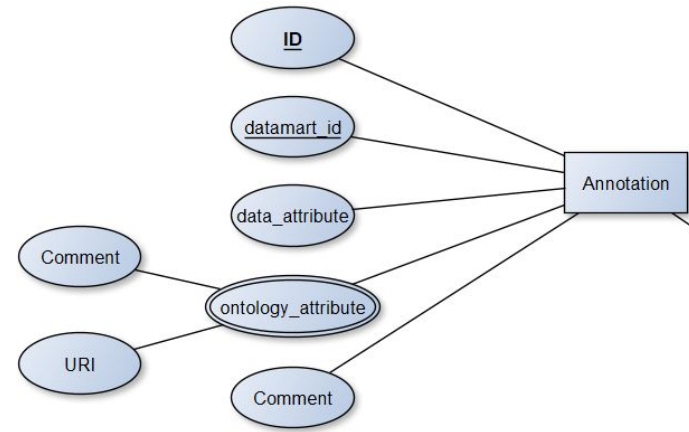 ID
datamart_id
Annotation
data_attribute
Comment
ontology_attribute
URI
Comment